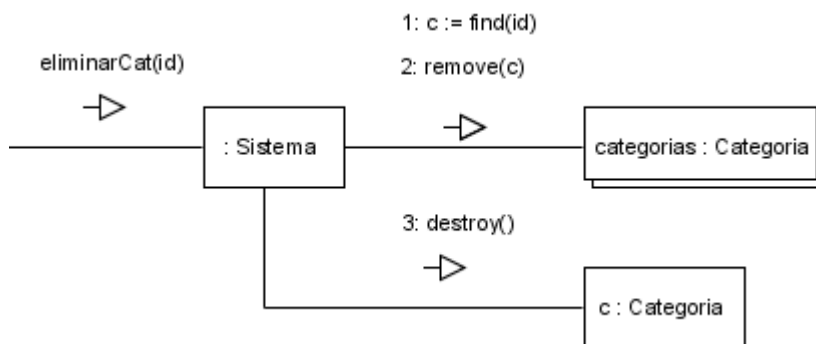 1: c := find(id)
eliminarCat(id)
2: remove(c)
: Sistema
categorias : Categoria
3: destroy()
c : Categoria